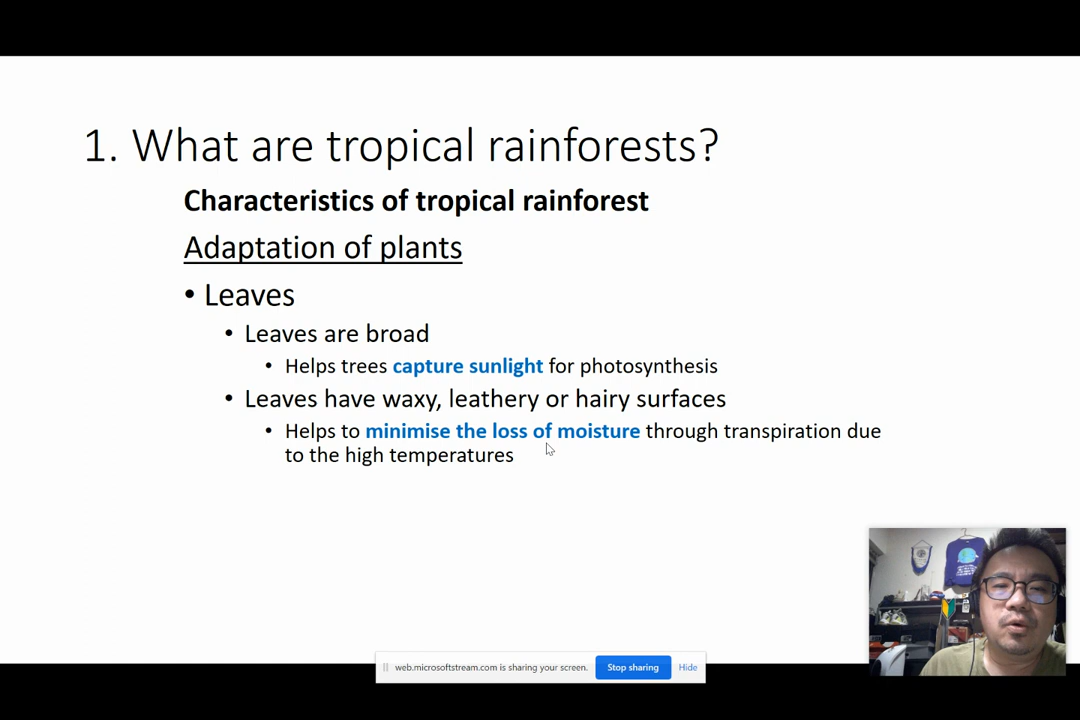 1. What are tropical rainforests?
Characteristics of tropical rainforest
Adaptation of plants
• Leaves
• Leaves are broad
• Helps trees capture sunlight for photosynthesis
• Leaves have waxy, leathery or hairy surfaces
• Helps to minimise the loss of moisture through transpiration due
to the high temperatures
web.microsoftstream.com is sharing your screen.
Stop sharing
Hide